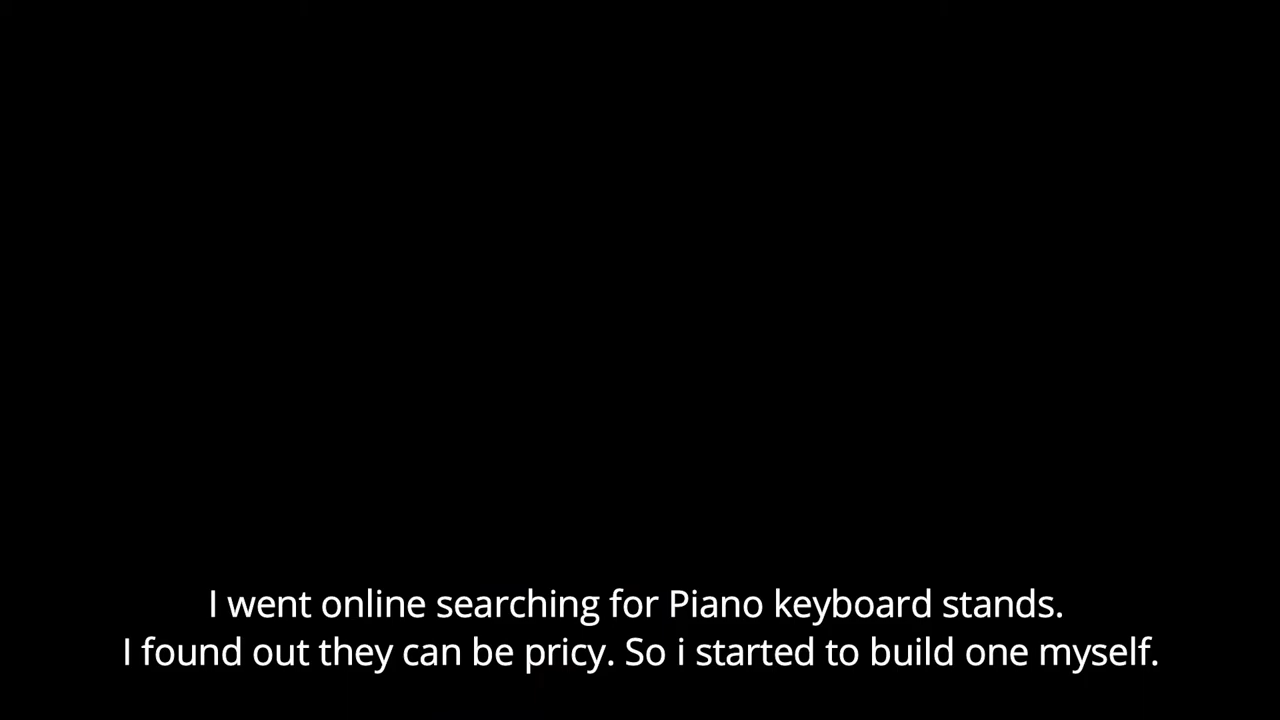 I went online searching for Piano keyboard stands.
I found out they can be pricy. So i started to build one myself.